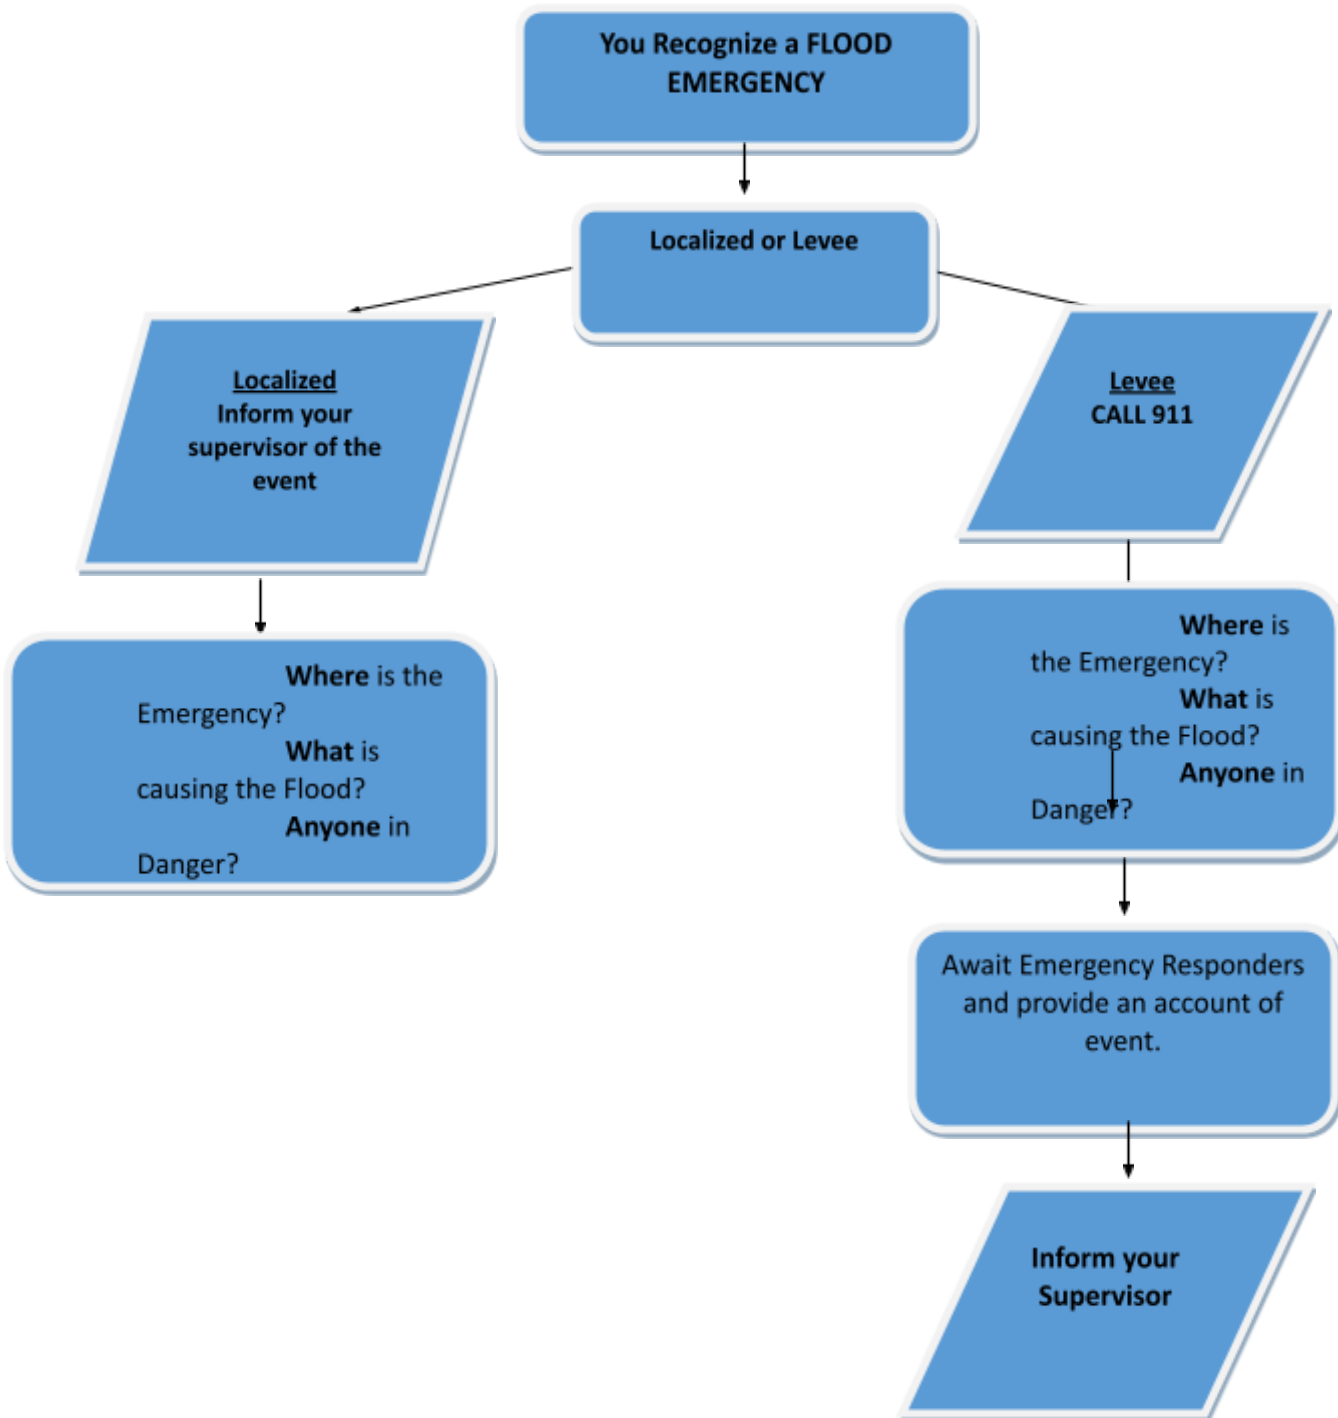 You Recognize a FLOOD
EMERGENCY
Localized or Levee
Localized
Inform your
supervisor of the
event
Where is the
Emergency?
What is
causing the Flood?
Anyone in
Danger?
Levee
CALL 911
Where is
the Emergency?
What is
causing the Flood?
Anyone in
Danger?
Await Emergency Responders
and provide an account of
event.
Inform your
Supervisor